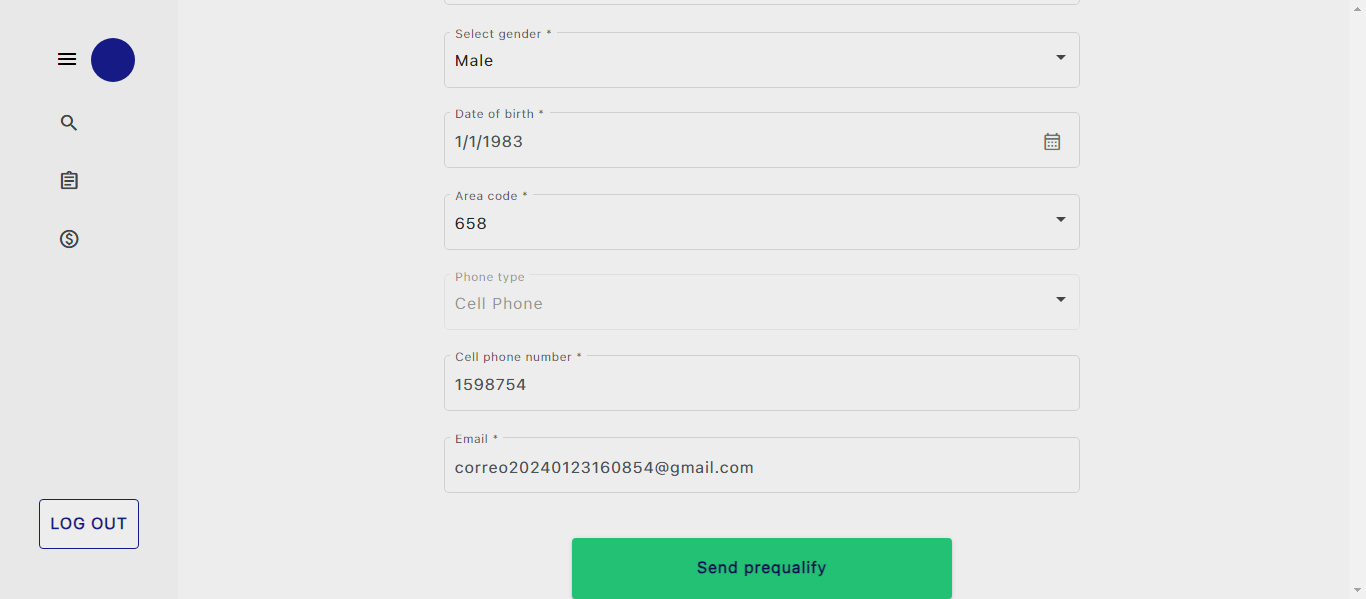 Select gender *
Male
Date of birth *
1/1/1983
Area code *
658
Phone type
Cell Phone
Cell phone number *
1598754
Email *
correo20240123160854@gmail.com
LOG OUT
Send prequalify